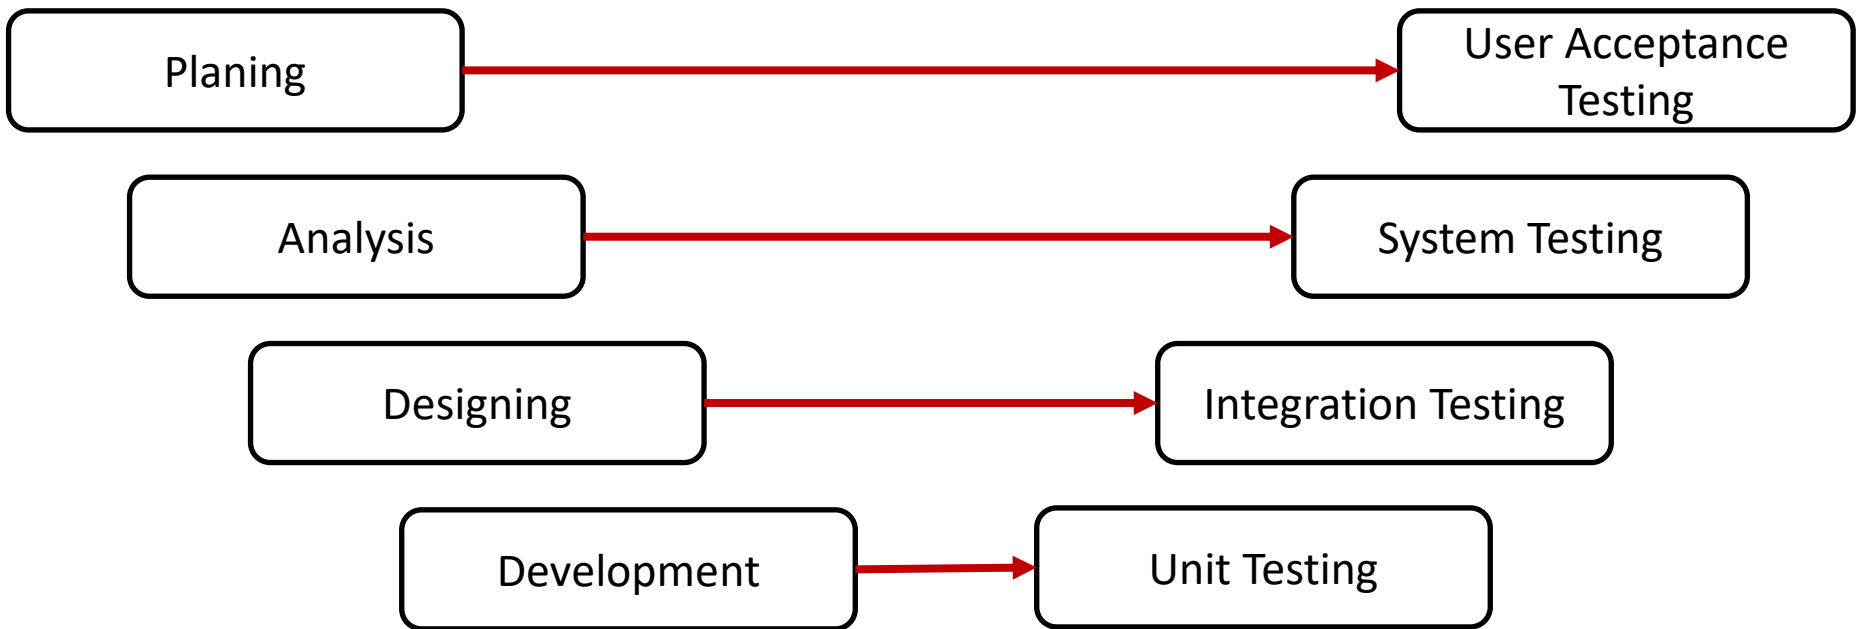 Planing
User Acceptance
Testing
Analysis
System Testing
Designing
Integration Testing
Development
Unit Testing